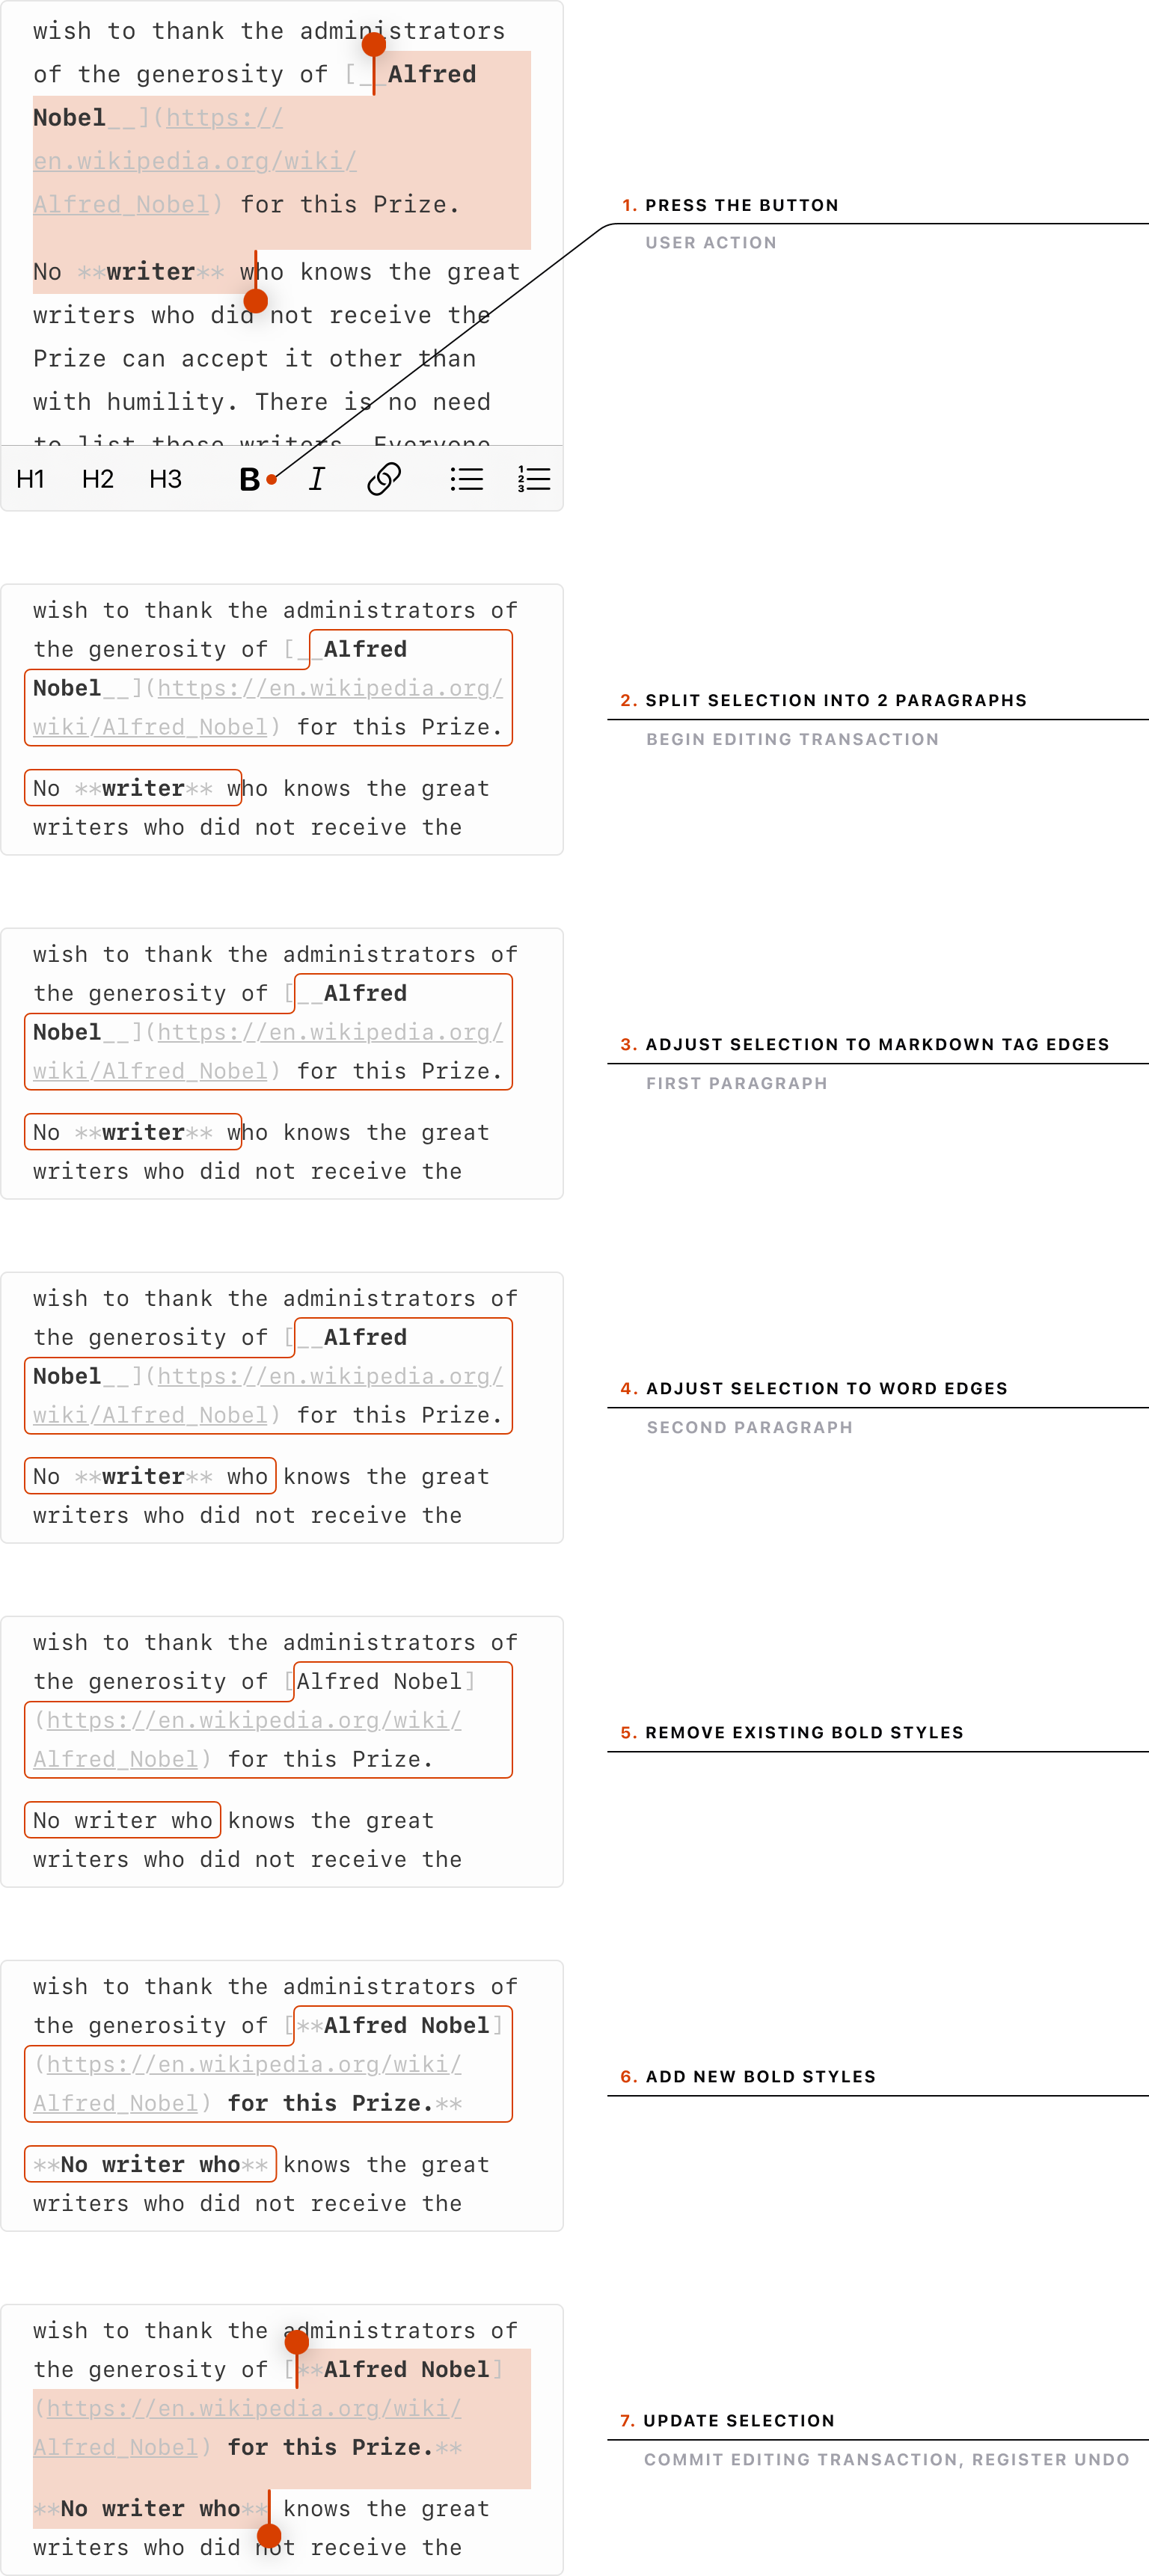 wish to thank the administrators
of the generosity of [__Alfred
Nobel__](https://
en.wikipedia.org/wiki/
Alfred_Nobel) for this Prize.
No **writer** who knows the great
writers who did not receive the
Prize can accept it other than
with humility. There is no need
to list these writers. Everyone
H1 H2 H3 B I
1. PRESS THE BUTTON
USER ACTION
wish to thank the administrators of
the generosity of [__Alfred
Nobel__](https://en.wikipedia.org/
wiki/Alfred_Nobel) for this Prize.
No **writer** who knows the great
writers who did not receive the
2. SPLIT SELECTION INTO 2 PARAGRAPHS
BEGIN EDITING TRANSACTION
wish to thank the administrators of
the generosity of [__Alfred
Nobel__](https://en.wikipedia.org/
wiki/Alfred_Nobel) for this Prize.
No **writer** who knows the great
writers who did not receive the
3. ADJUST SELECTION TO MARKDOWN TAG EDGES
FIRST PARAGRAPH
wish to thank the administrators of
the generosity of [__Alfred
Nobel__](https://en.wikipedia.org/
wiki/Alfred_Nobel) for this Prize.
No **writer** who knows the great
writers who did not receive the
4. ADJUST SELECTION TO WORD EDGES
SECOND PARAGRAPH
wish to thank the administrators of
the generosity of [Alfred Nobel]
(https://en.wikipedia.org/wiki/
Alfred_Nobel) for this Prize.
No writer who knows the great
writers who did not receive the
5. REMOVE EXISTING BOLD STYLES
wish to thank the administrators of
the generosity of [**Alfred Nobel]
(https://en.wikipedia.org/wiki/
Alfred_Nobel) for this Prize.**
**No writer who** knows the great
writers who did not receive the
6. ADD NEW BOLD STYLES
wish to thank the administrators of
the generosity of [**Alfred Nobel]
(https://en.wikipedia.org/wiki/
Alfred_Nobel) for this Prize.**
**No writer who** knows the great
writers who did not receive the
7. UPDATE SELECTION
COMMIT EDITING TRANSACTION, REGISTER UNDO